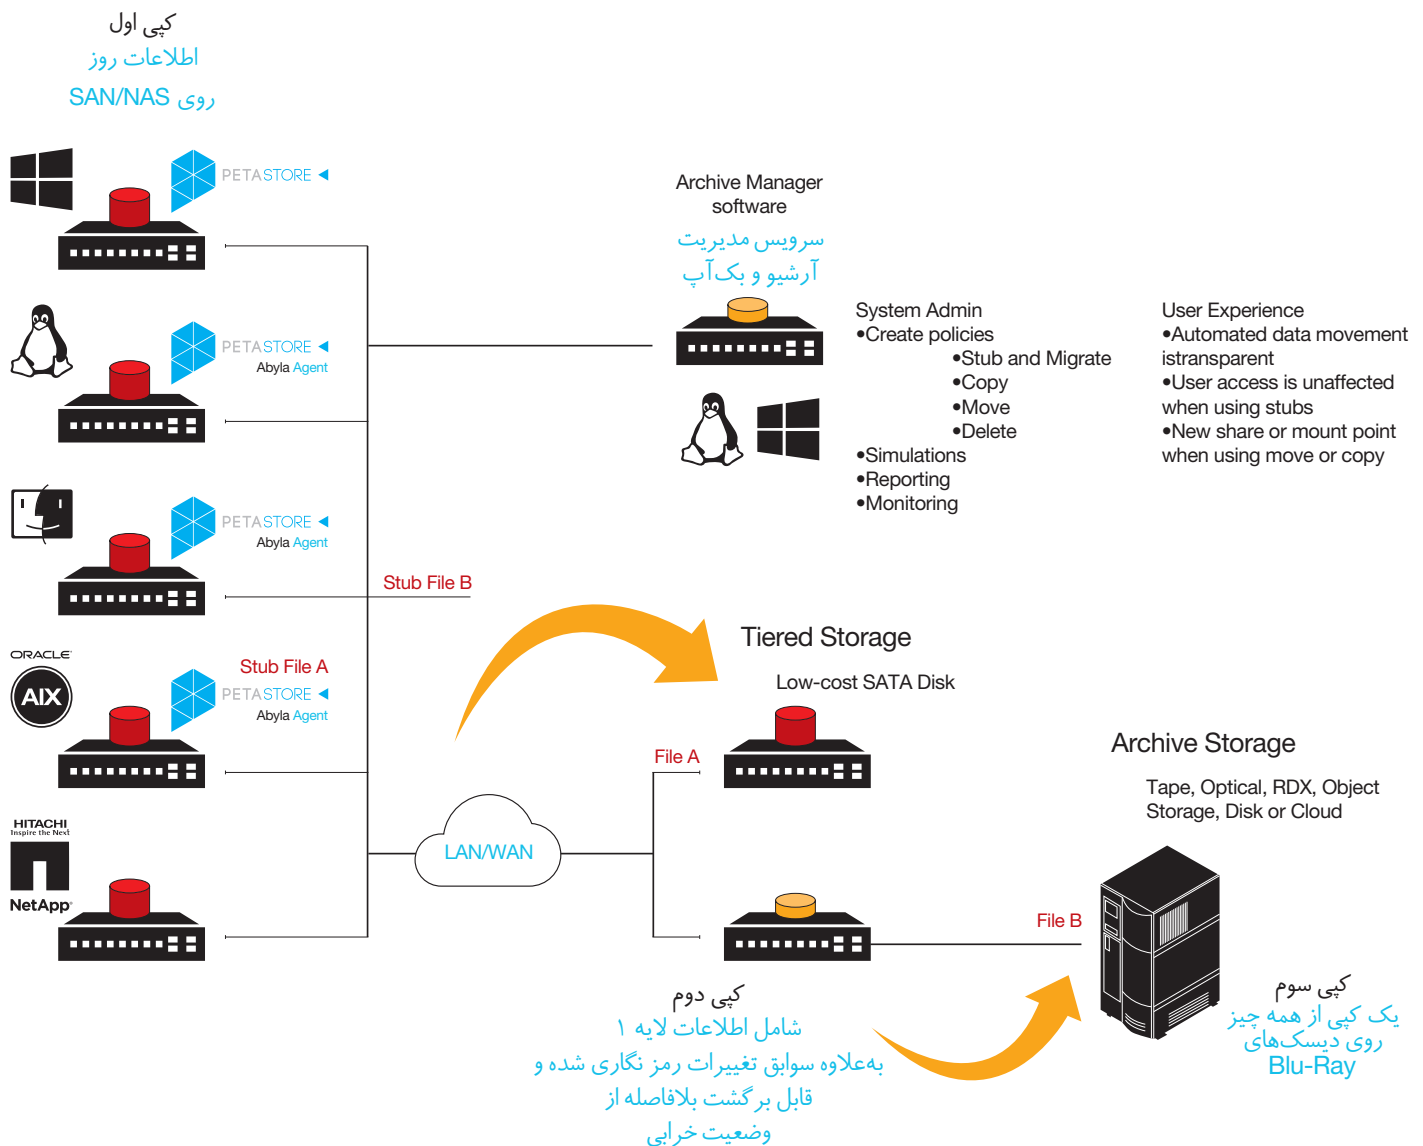 کپی اول
اطلاعات روز
روی SAN/NAS
PETASTORE
PETASTORE
Abyla Agent
PETASTORE
Abyla Agent
ORACLE
AIX
Stub File A
PETASTORE
Abyla Agent
HITACHI
Inspire the Next
NetApp
Archive Manager
software
سرویس مدیریت
آرشیو و بک‌آپ
System Admin
•Create policies
•Stub and Migrate
•Copy
•Move
•Delete
•Simulations
•Reporting
•Monitoring
User Experience
•Automated data movement
istransparent
•User access is unaffected
when using stubs
•New share or mount point
when using move or copy
Stub File B
Tiered Storage
Low-cost SATA Disk
File A
LAN/WAN
Archive Storage
Tape, Optical, RDX, Object
Storage, Disk or Cloud
File B
کپی دوم
شامل اطلاعات لایه ۱
به‌علاوه سوابق تغییرات رمز نگاری شده و
قابل برگشت بلافاصله از
وضعیت خرابی
کپی سوم
یک کپی از همه چیز
روی دیسک‌های
Blu-Ray